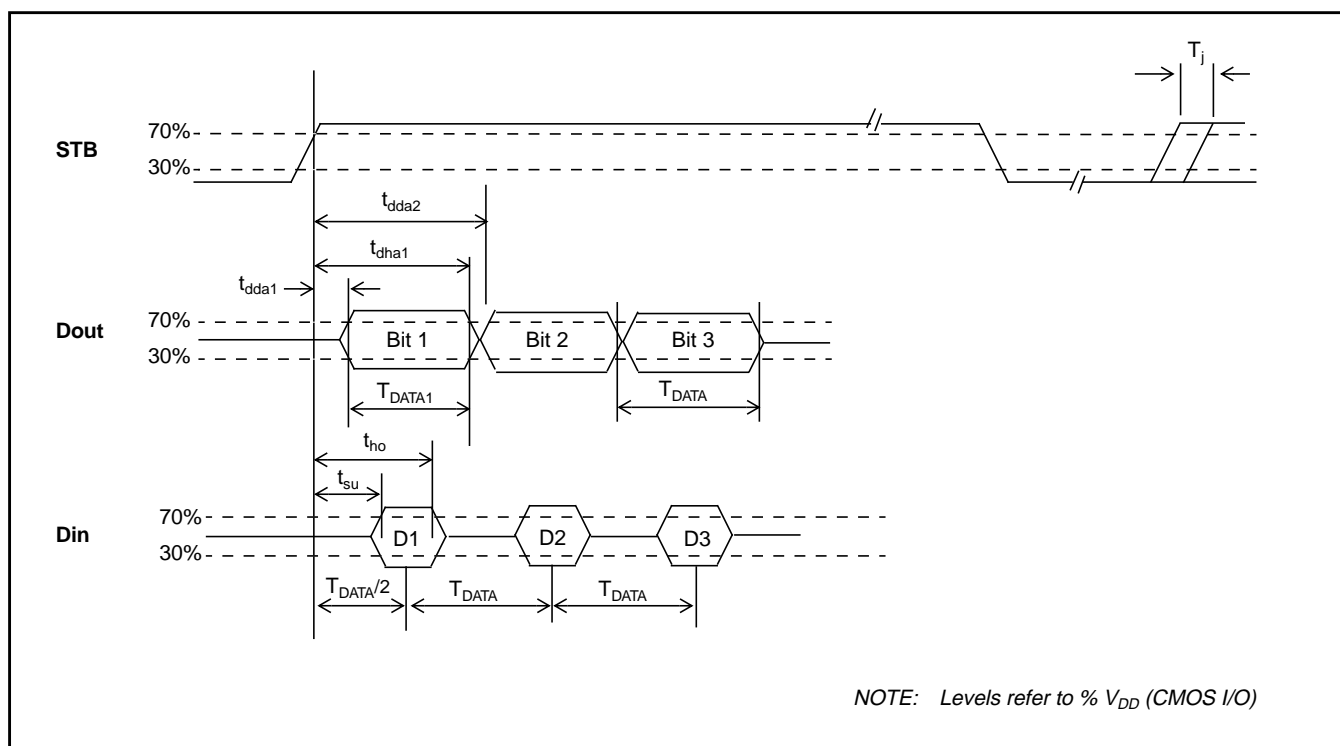 T_j
70%
STB
30%
t_dda2
t_dha1
t_dda1
70%
Dout
Bit 1 Bit 2 Bit 3
30%
T_DATA1 T_DATA
t_ho
t_su
70%
Din
D1 D2 D3
30%
T_DATA/2 T_DATA T_DATA
NOTE: Levels refer to % V_DD (CMOS I/O)